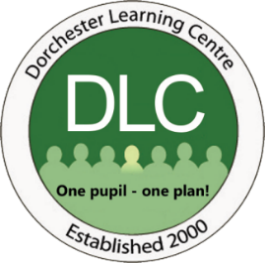 Dorchester Learning Centre
DLC
One pupil - one plan!
Established 2000